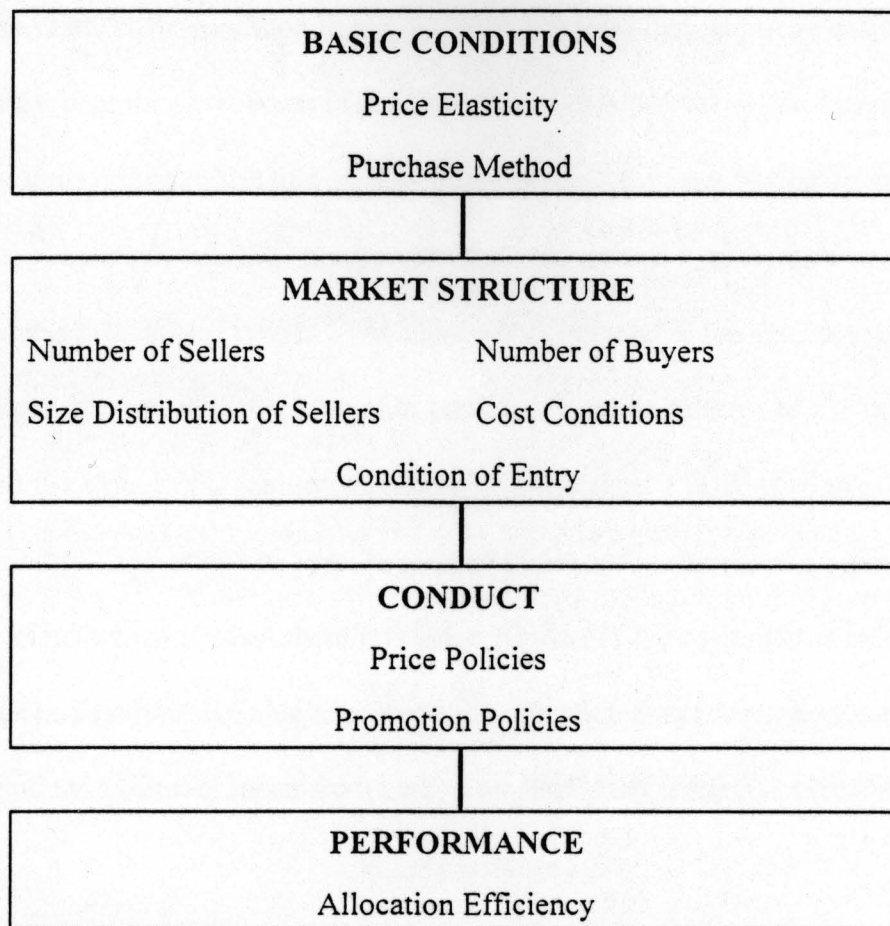 BASIC CONDITIONS
Price Elasticity
Purchase Method
MARKET STRUCTURE
Number of Sellers Number of Buyers
Size Distribution of Sellers Cost Conditions
Condition of Entry
CONDUCT
Price Policies
Promotion Policies
PERFORMANCE
Allocation Efficiency